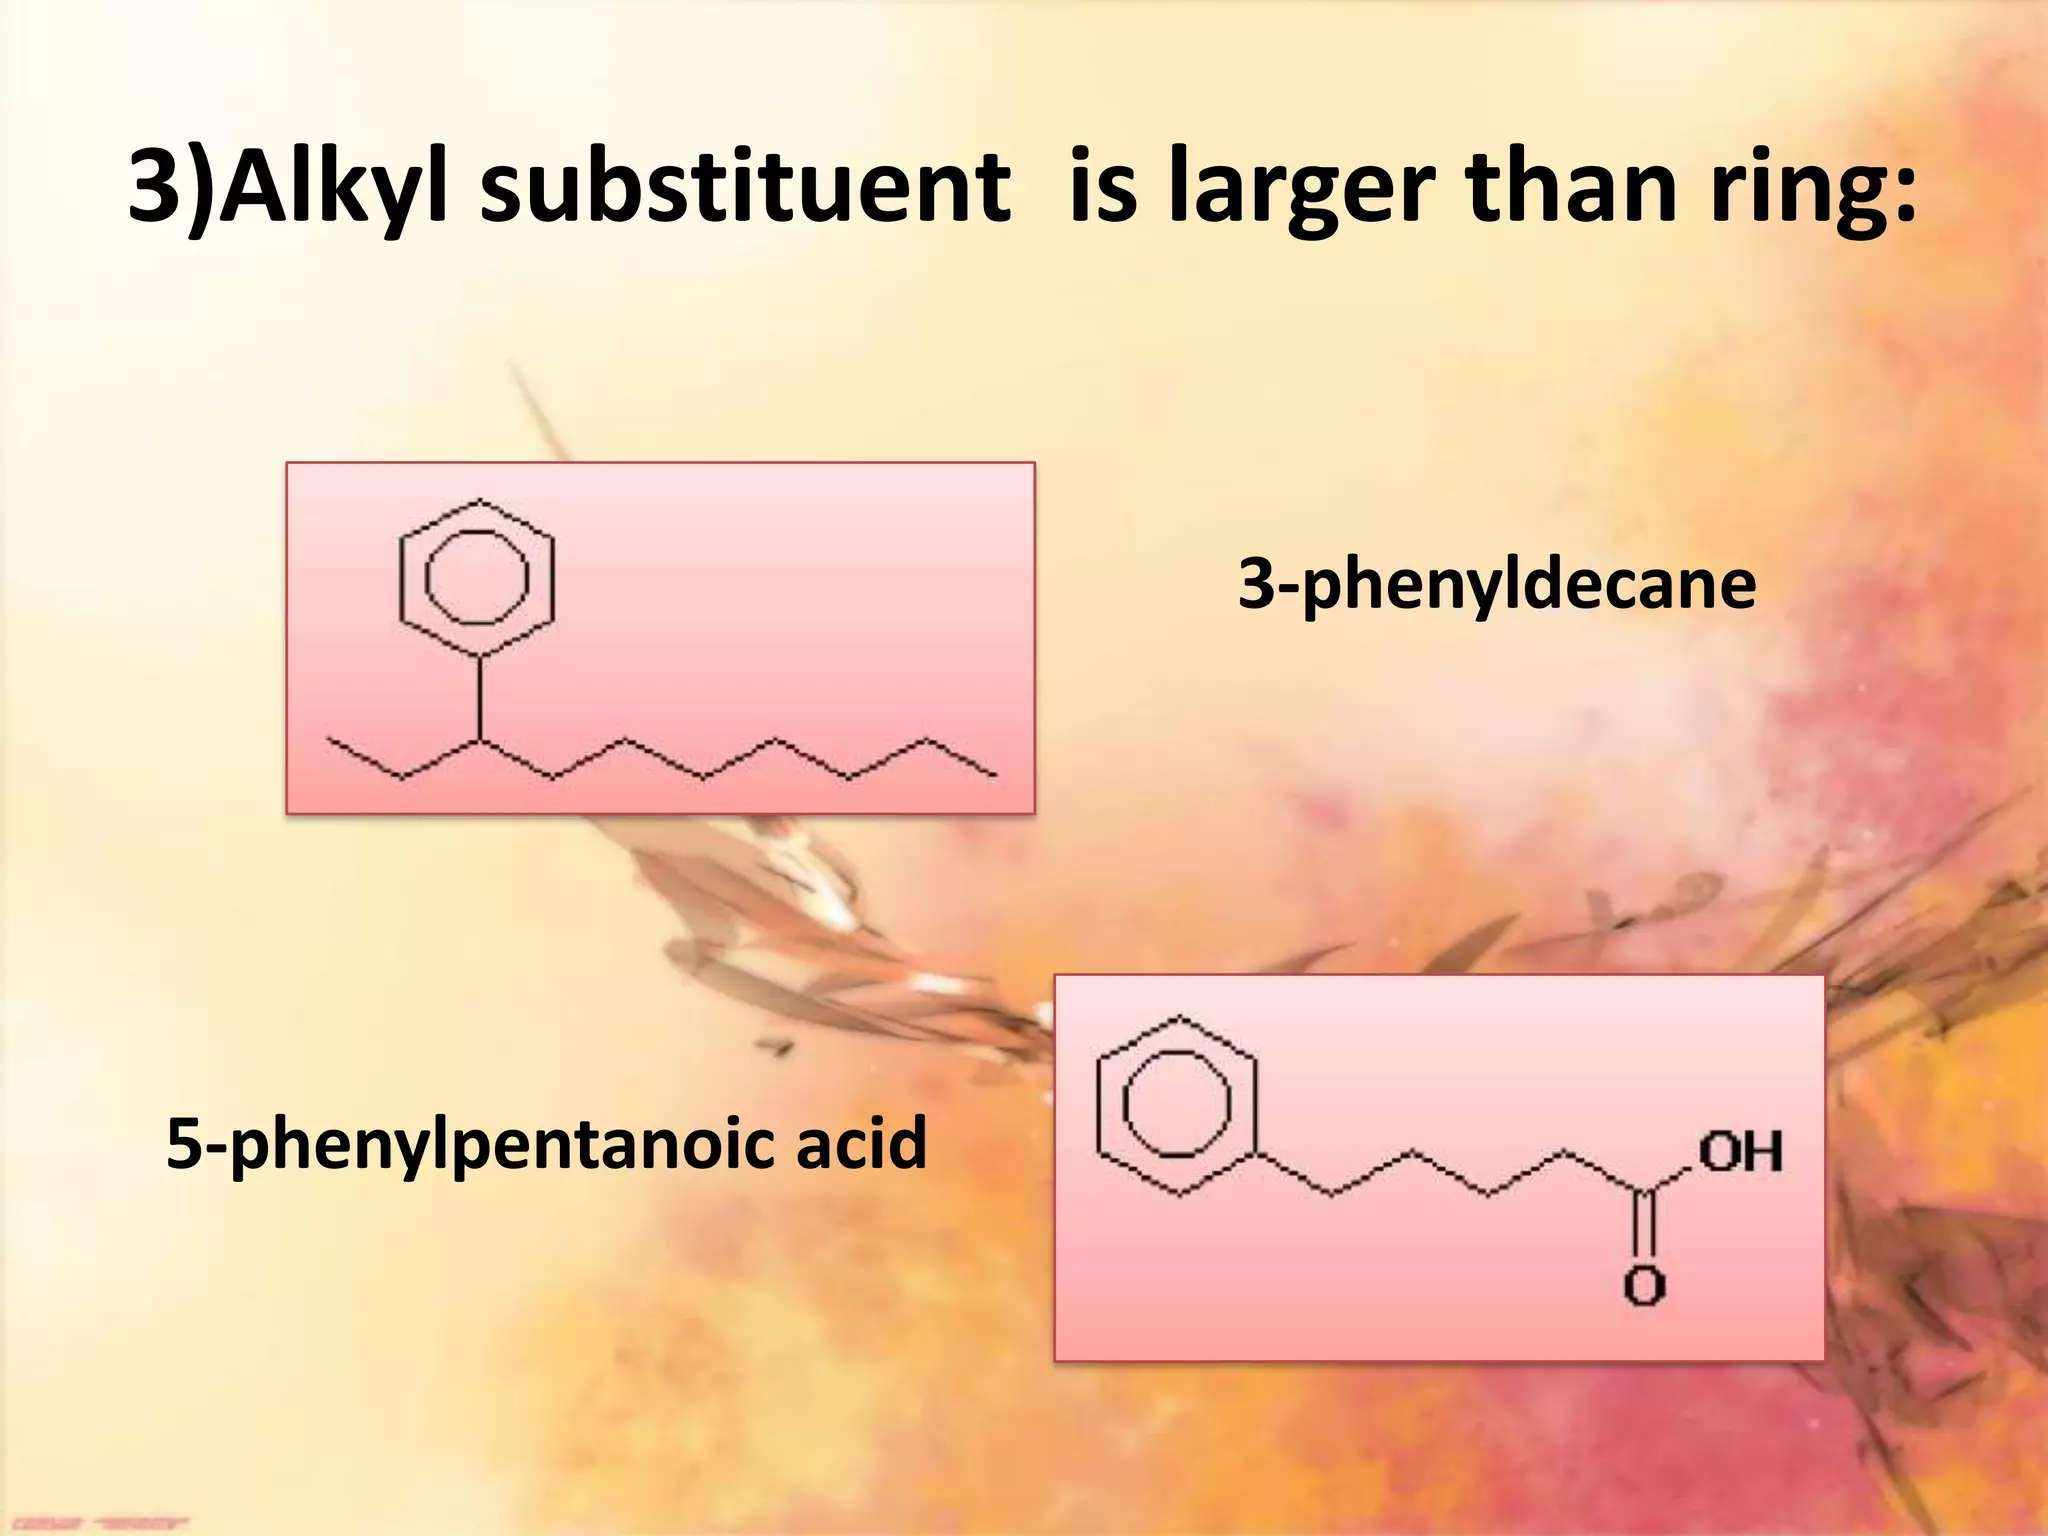 3)Alkyl substituent  is larger than ring:
3-phenyldecane
5-phenylpentanoic acid
OH
O